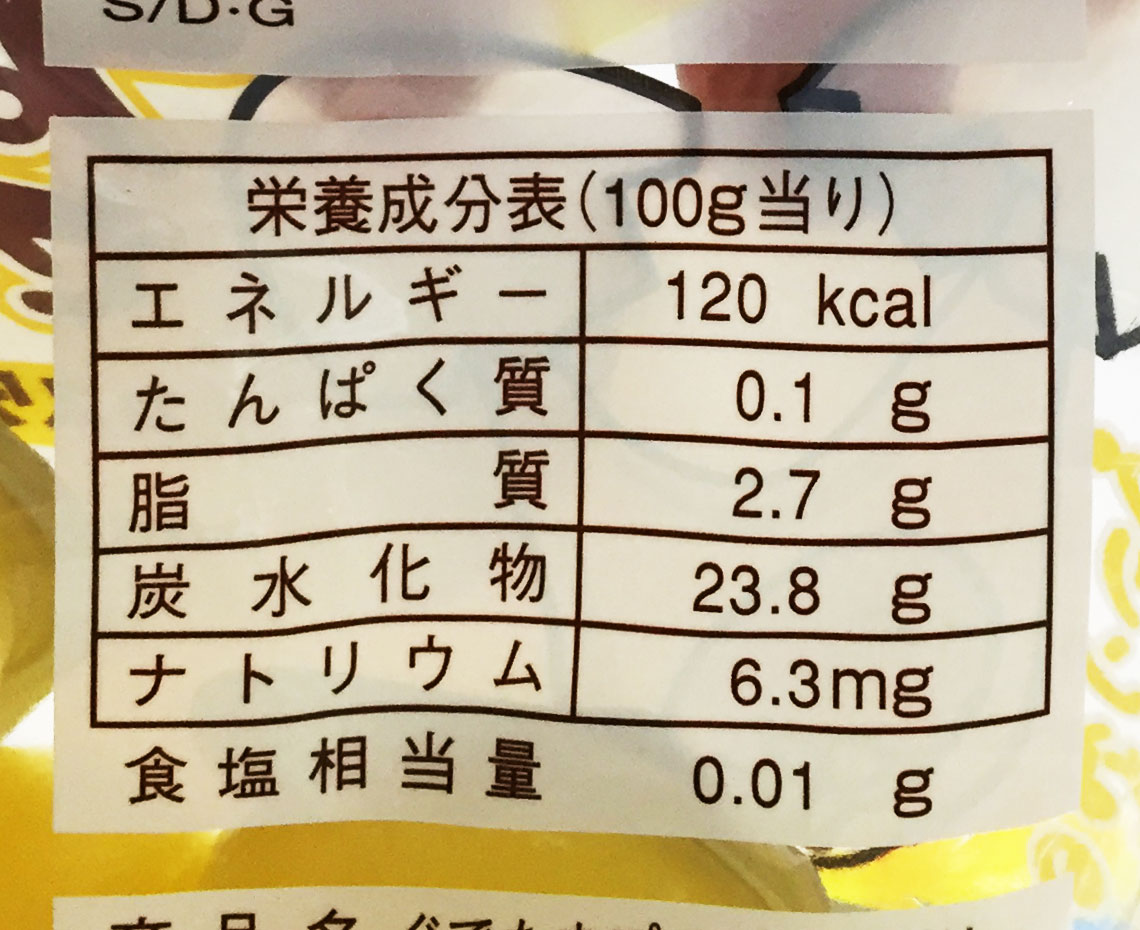 S/D・G
栄養成分表(100g当り)
エネルギー 120 kcal
たんぱく質 0.1 g
脂質 2.7 g
炭水化物 23.8 g
ナトリウム 6.3mg
食塩相当量 0.01 g